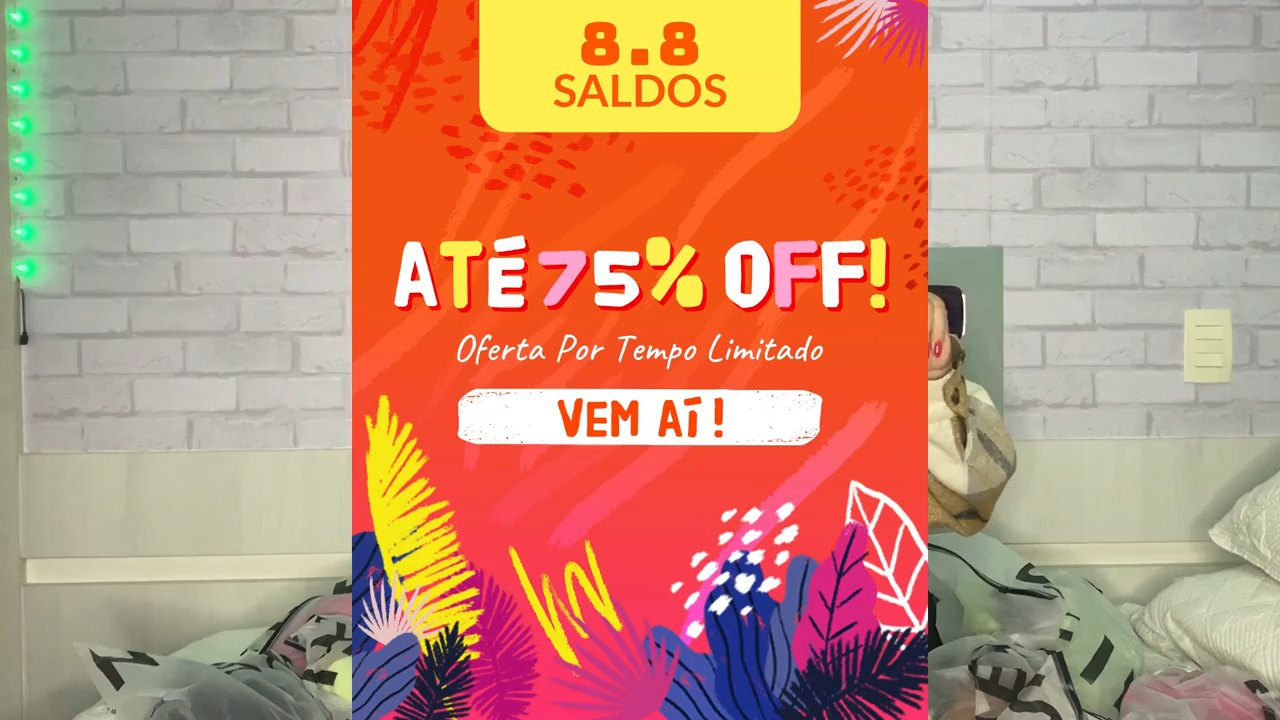 8.8
SALDOS
ATÉ 75% OFF!
Oferta Por Tempo Limitado
VEM AÍ!